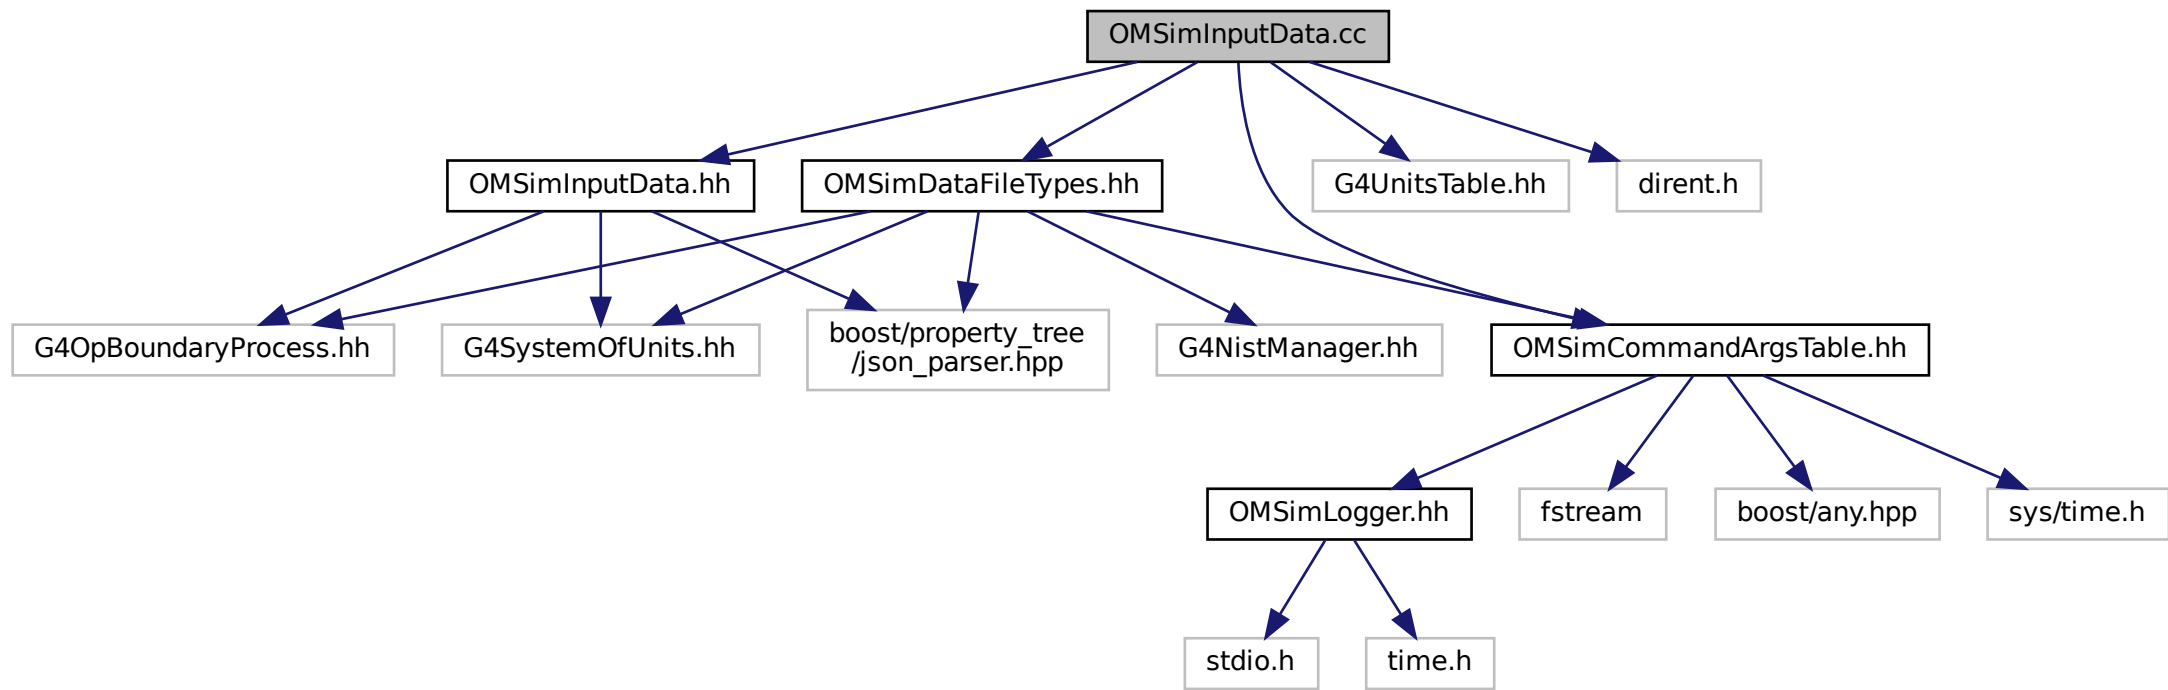 OMSimInputData.cc
OMSimInputData.hh
OMSimDataFileTypes.hh
G4UnitsTable.hh
dirent.h
G4OpBoundaryProcess.hh
G4SystemOfUnits.hh
boost/property_tree
/json_parser.hpp
G4NistManager.hh
OMSimCommandArgsTable.hh
OMSimLogger.hh
fstream
boost/any.hpp
sys/time.h
stdio.h
time.h